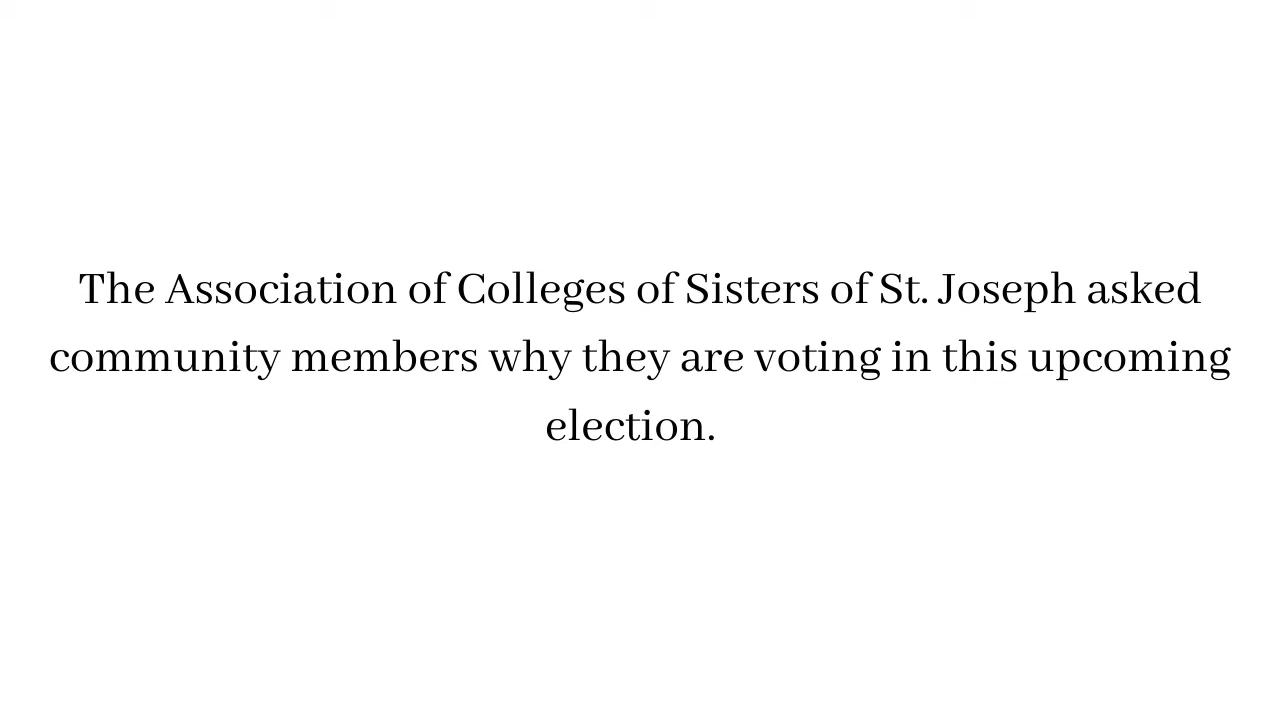 The Association of Colleges of Sisters of St. Joseph asked
community members why they are voting in this upcoming
election.